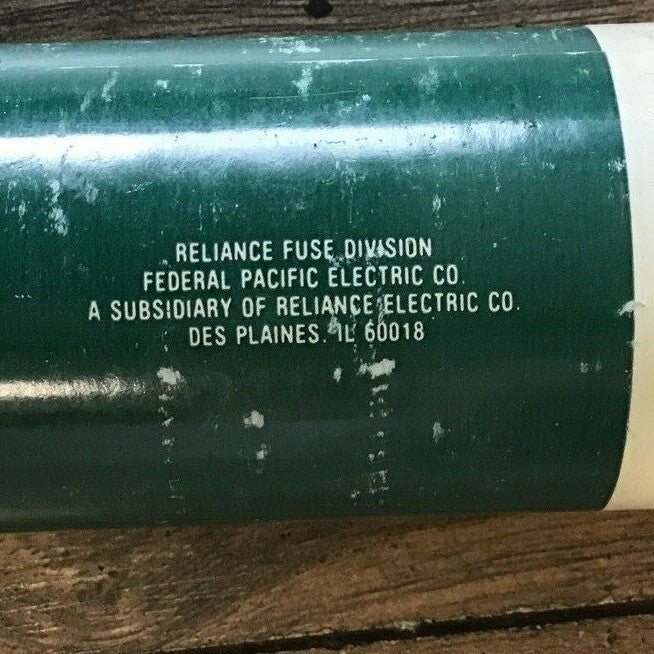 RELIANCE FUSE DIVISION
FEDERAL PACIFIC ELECTRIC CO.
A SUBSIDIARY OF RELIANCE ELECTRIC CO.
DES PLAINES, IL 60018